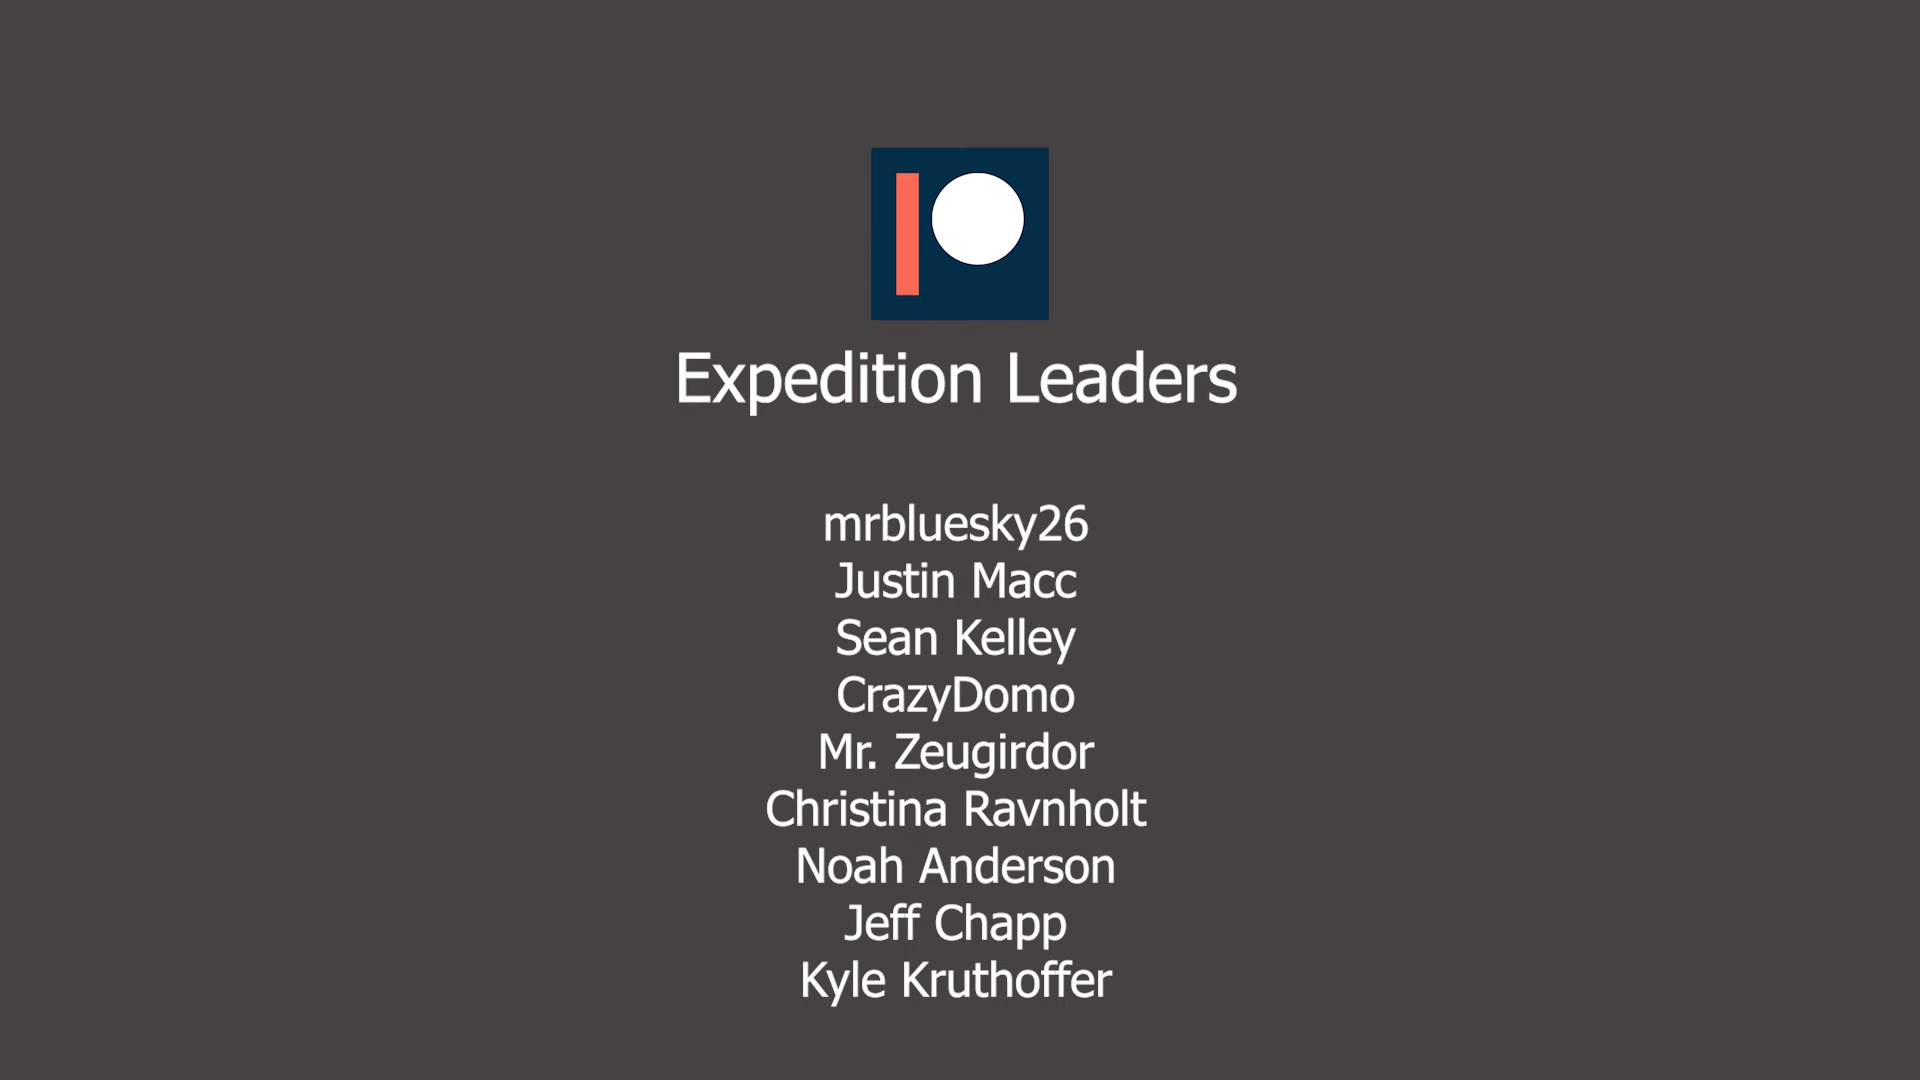 Expedition Leaders
mrbluesky26
Justin Macc
Sean Kelley
CrazyDomo
Mr. Zeugirdor
Christina Ravnholt
Noah Anderson
Jeff Chapp
Kyle Kruthoffer